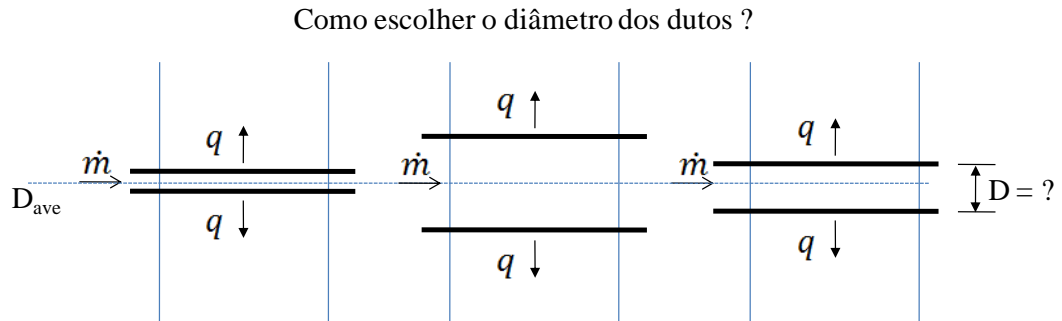 Como escolher o diâmetro dos dutos ?
q
q
q
ṁ
ṁ
ṁ
D_ave
D = ?
q
q
q